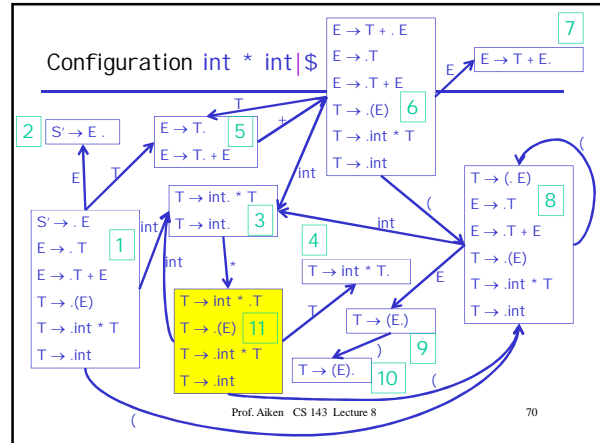 Configuration int * int|$
E → T + . E
E → .T
E → .T + E
T → .(E)
T → .int * T
T → .int
6
7
E → T + E.
E
2
S' → E .
E → T.
E → T. + E
5
T
+
E
T
int
(
(
S' → . E
E → . T
E → .T + E
T → .(E)
T → .int * T
T → .int
1
int
int
T → int. * T
T → int.
3
*
int
T → (. E)
E → .T
E → .T + E
T → .(E)
T → .int * T
T → .int
8
4
T → int * T.
T
E
T → int * .T
T → .(E)
T → .int * T
T → .int
11
T → (E.)
9
)
T → (E).
10
(
(
Prof. Aiken CS 143 Lecture 8
70